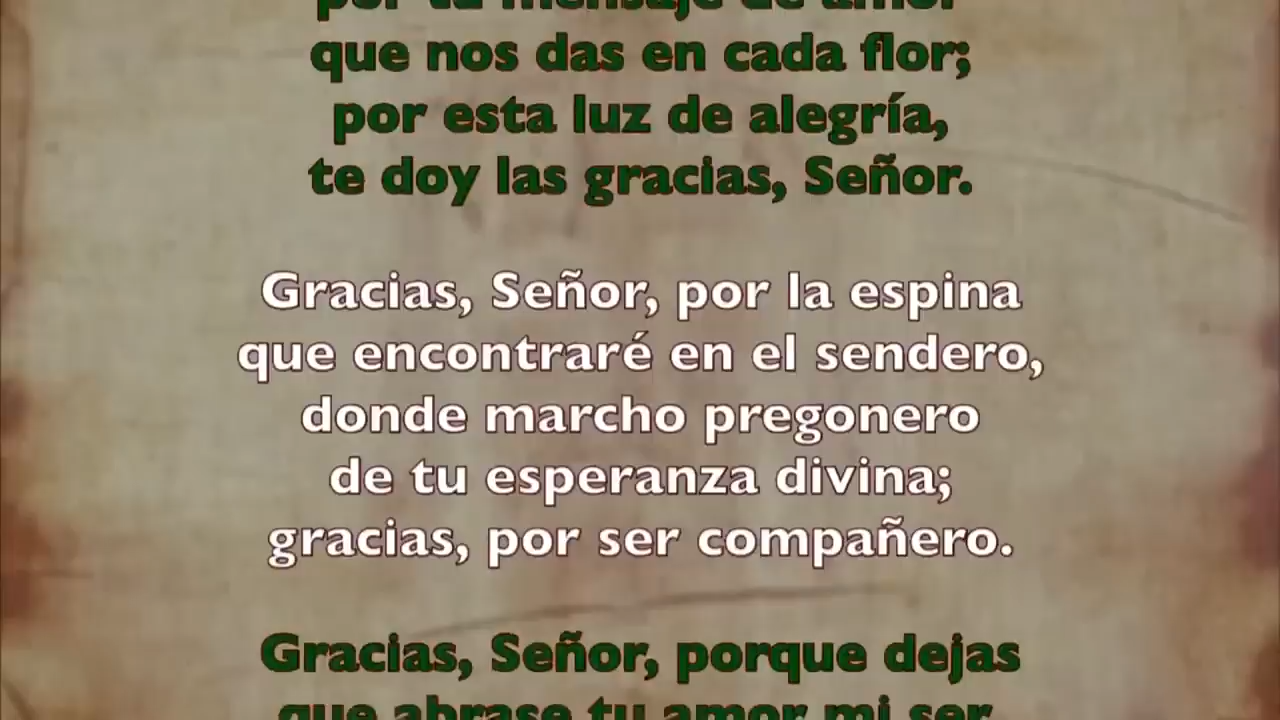 por tu mensaje de amor
que nos das en cada flor;
por esta luz de alegría,
te doy las gracias, Señor.
Gracias, Señor, por la espina
que encontraré en el sendero,
donde marcho pregonero
de tu esperanza divina;
gracias, por ser compañero.
Gracias, Señor, porque dejas
que abrase tu amor mi ser